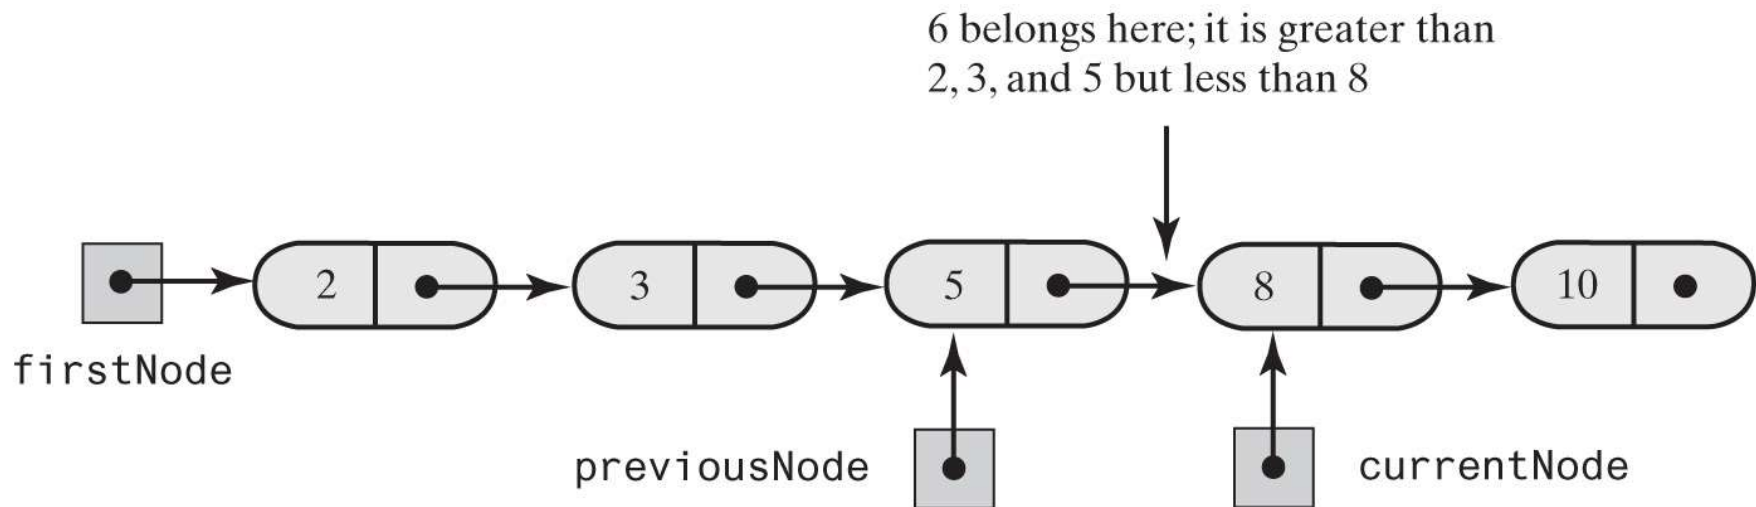 6 belongs here; it is greater than
2, 3, and 5 but less than 8
2
3
5
8
10
firstNode
previousNode
currentNode